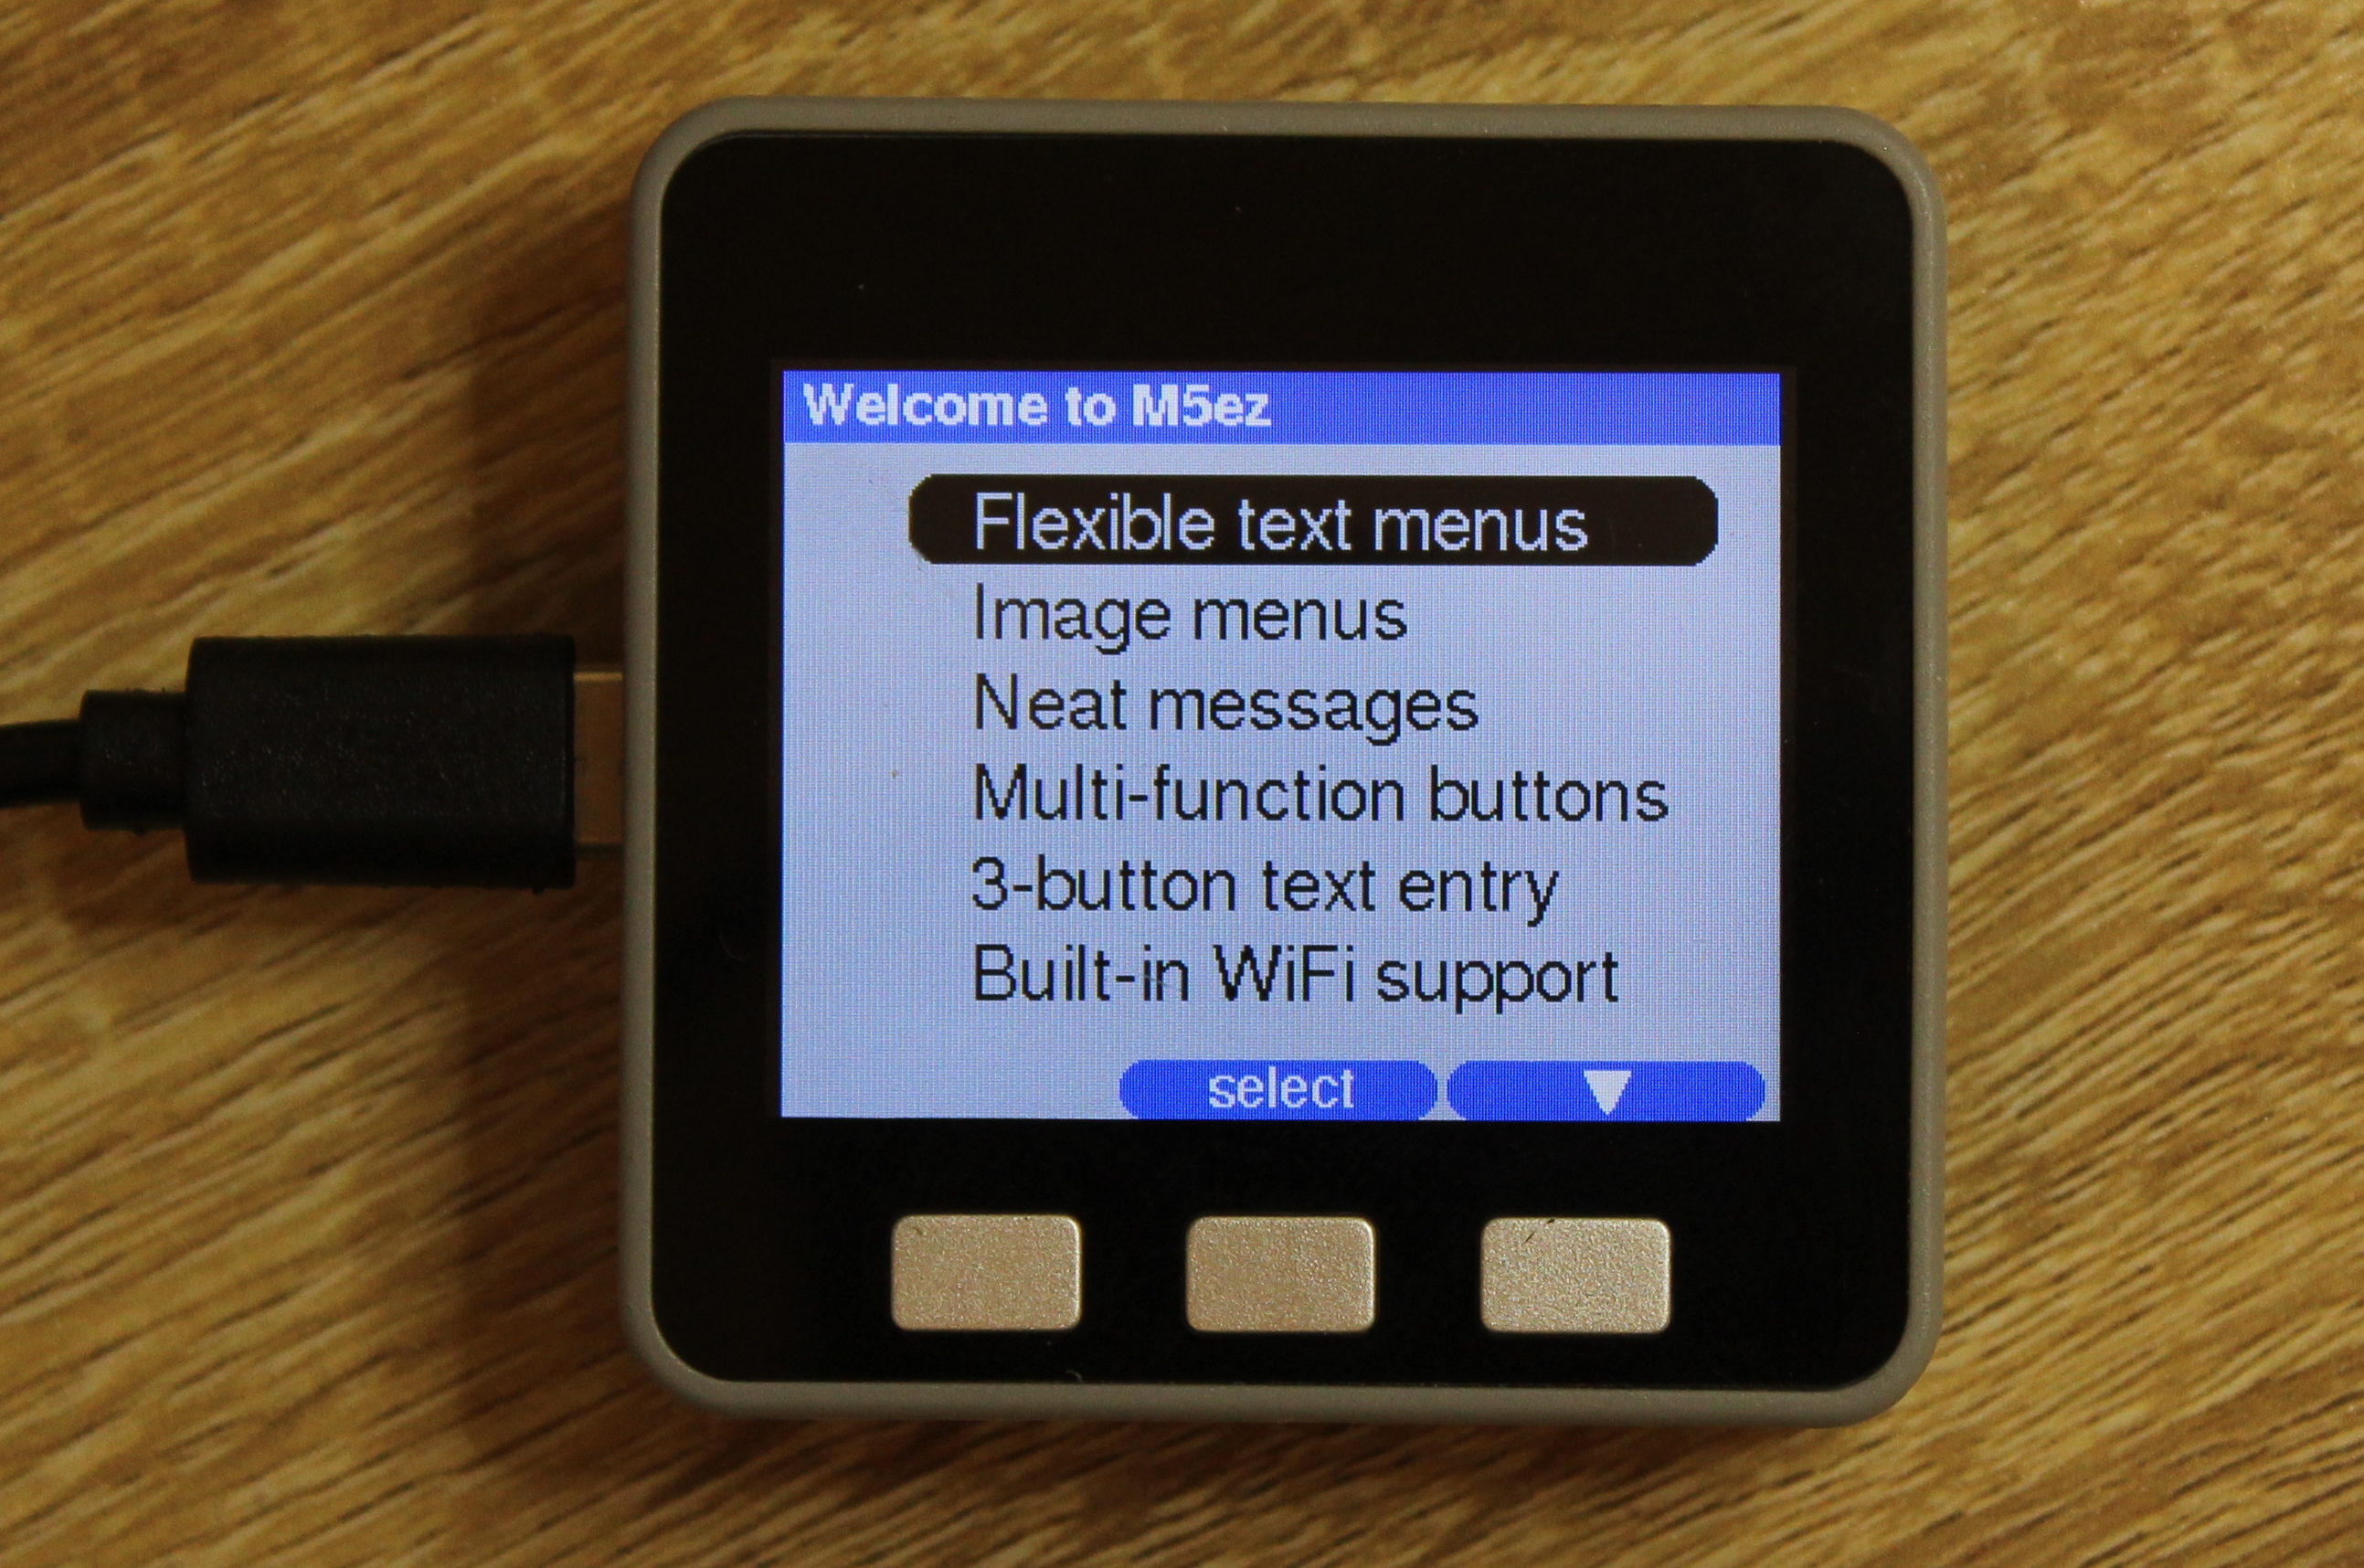 Welcome to M5ez
Flexible text menus
Image menus
Neat messages
Multi-function buttons
3-button text entry
Built-in WiFi support
select ▼